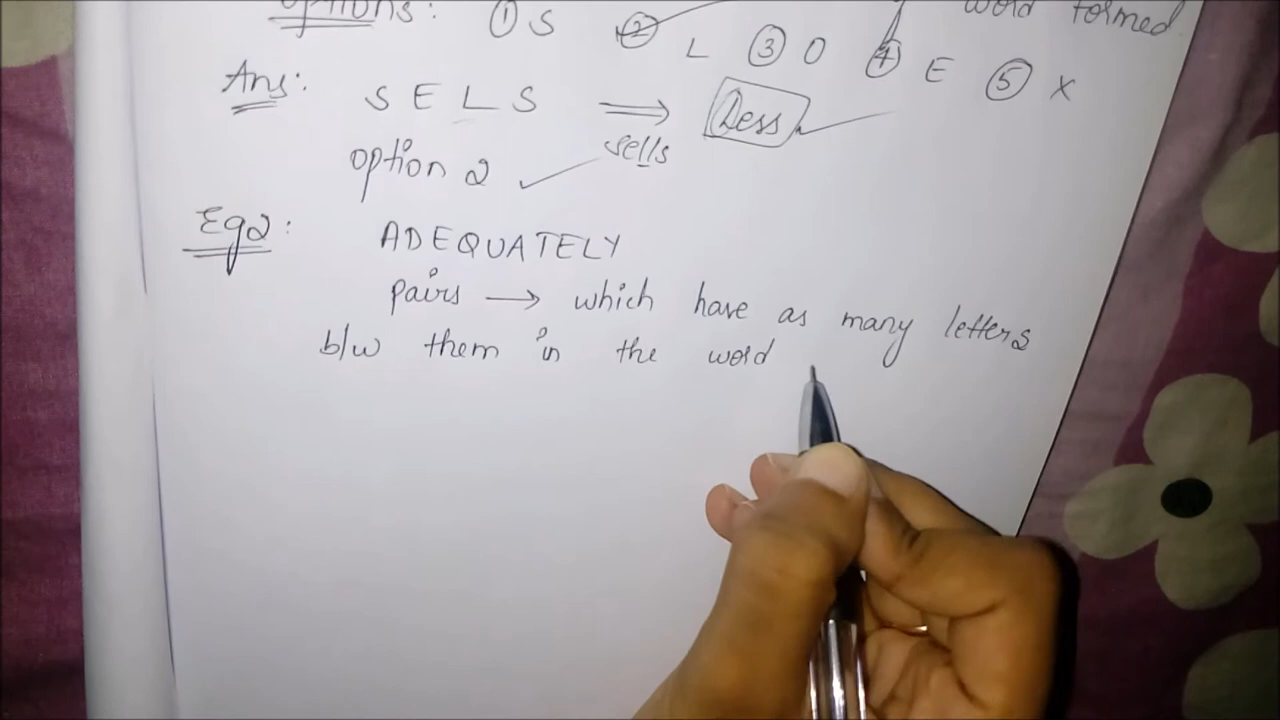 options: ① S ② L ③ O ④ E ⑤ X
word formed
Ans: S E L S ⇒ Less
sells
option 2 ✓
Eg2: ADEQUATELY
pairs → which have as many letters
b/w them in the word